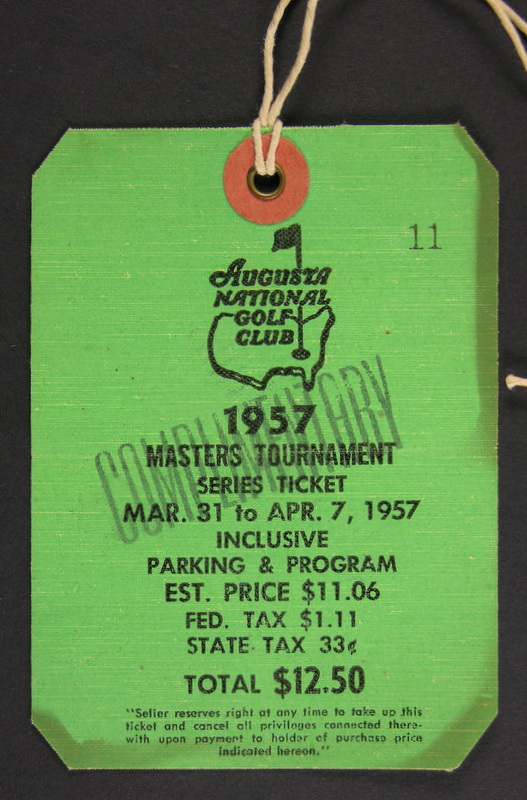 11
AUGUSTA
NATIONAL
GOLF
CLUB
COMPLIMENTARY
1957
MASTERS TOURNAMENT
SERIES TICKET
MAR. 31 to APR. 7, 1957
INCLUSIVE
PARKING & PROGRAM
EST. PRICE $11.06
FED. TAX $1.11
STATE TAX 33¢
TOTAL $12.50
"Seller reserves right at any time to take up this
ticket and cancel all privileges connected there-
with upon payment to holder of purchase price
indicated hereon."